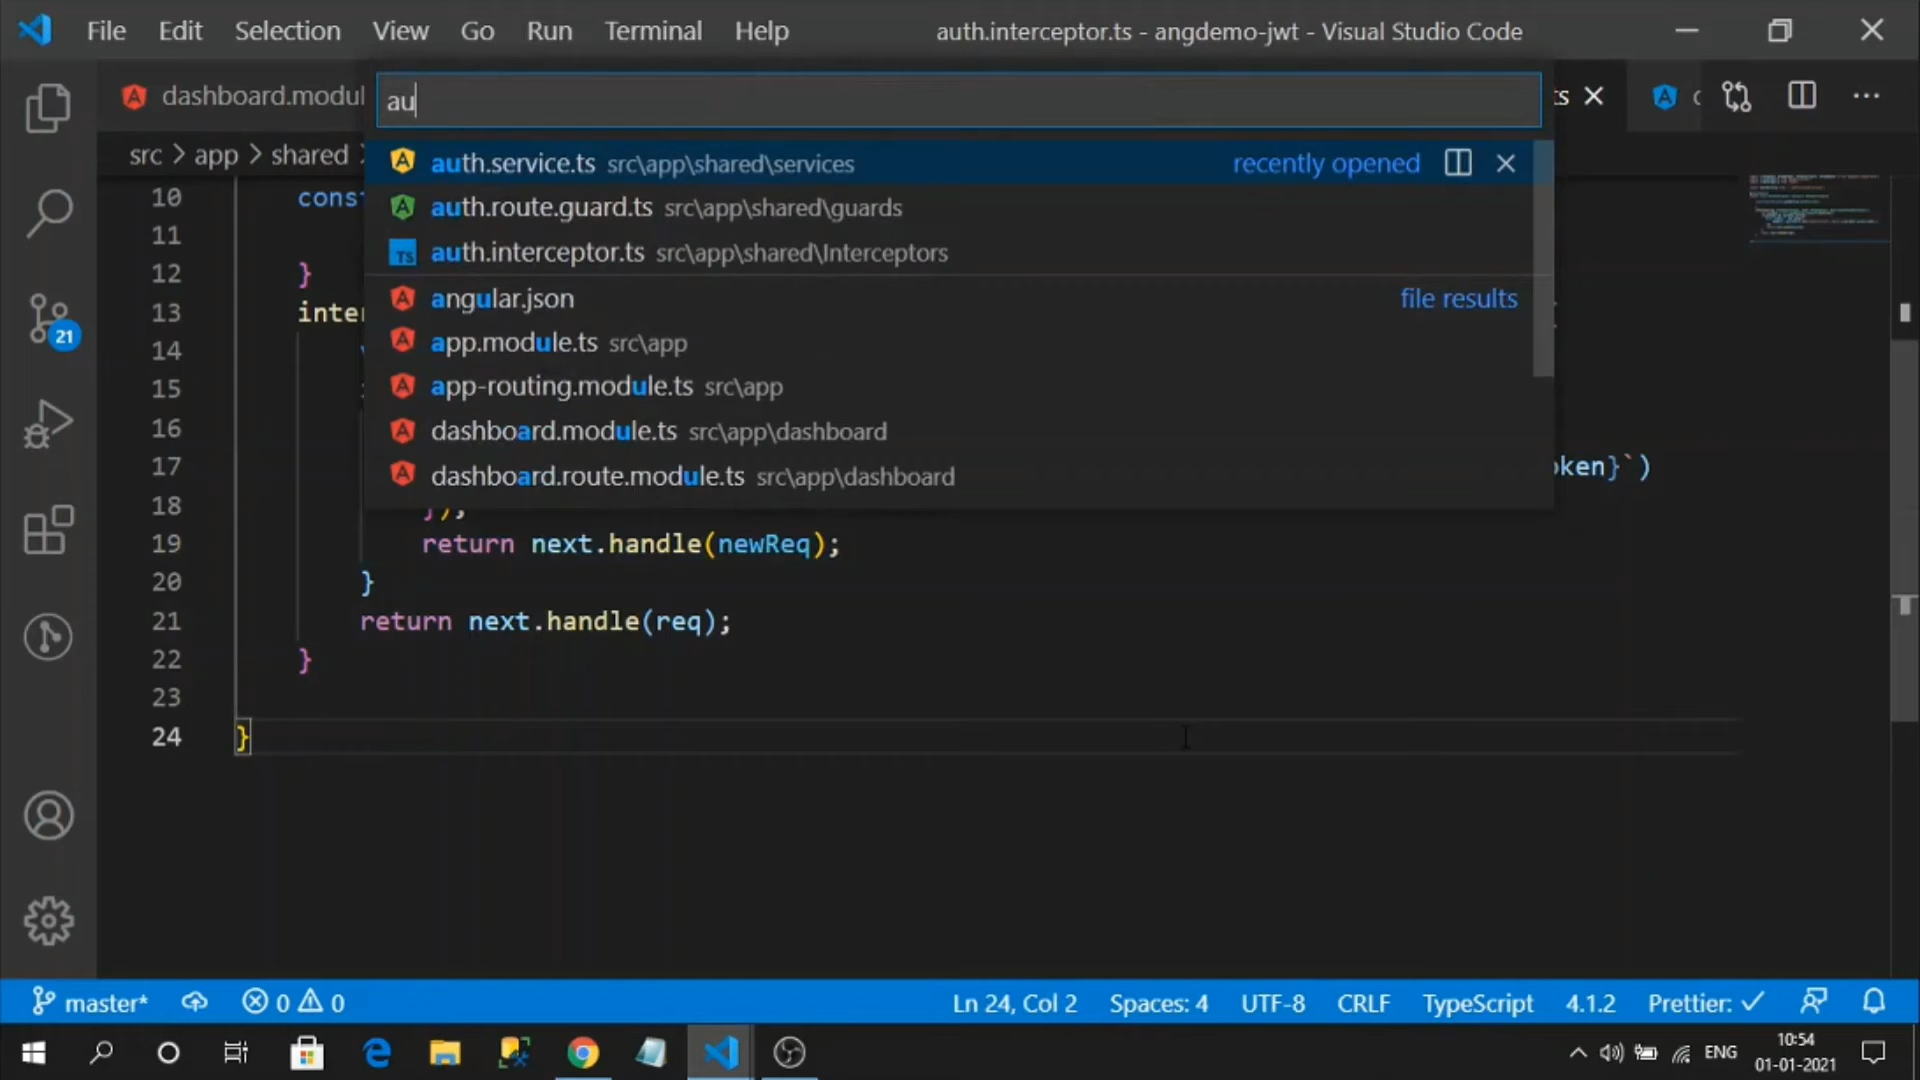 File Edit Selection View Go Run Terminal Help auth.interceptor.ts - angdemo-jwt - Visual Studio Code
dashboard.modul ts
au
src > app > shared
auth.service.ts src\app\shared\services recently opened
auth.route.guard.ts src\app\shared\guards
auth.interceptor.ts src\app\shared\Interceptors
angular.json file results
app.module.ts src\app
app-routing.module.ts src\app
dashboard.module.ts src\app\dashboard
dashboard.route.module.ts src\app\dashboard
10 cons
11
12 }
13 inte
14
15
16
17 oken}`)
18 });
19 return next.handle(newReq);
20 }
21 return next.handle(req);
22 }
23
24 }
21
master* 0 0 Ln 24, Col 2 Spaces: 4 UTF-8 CRLF TypeScript 4.1.2 Prettier: ✓
ENG 10:54
01-01-2021